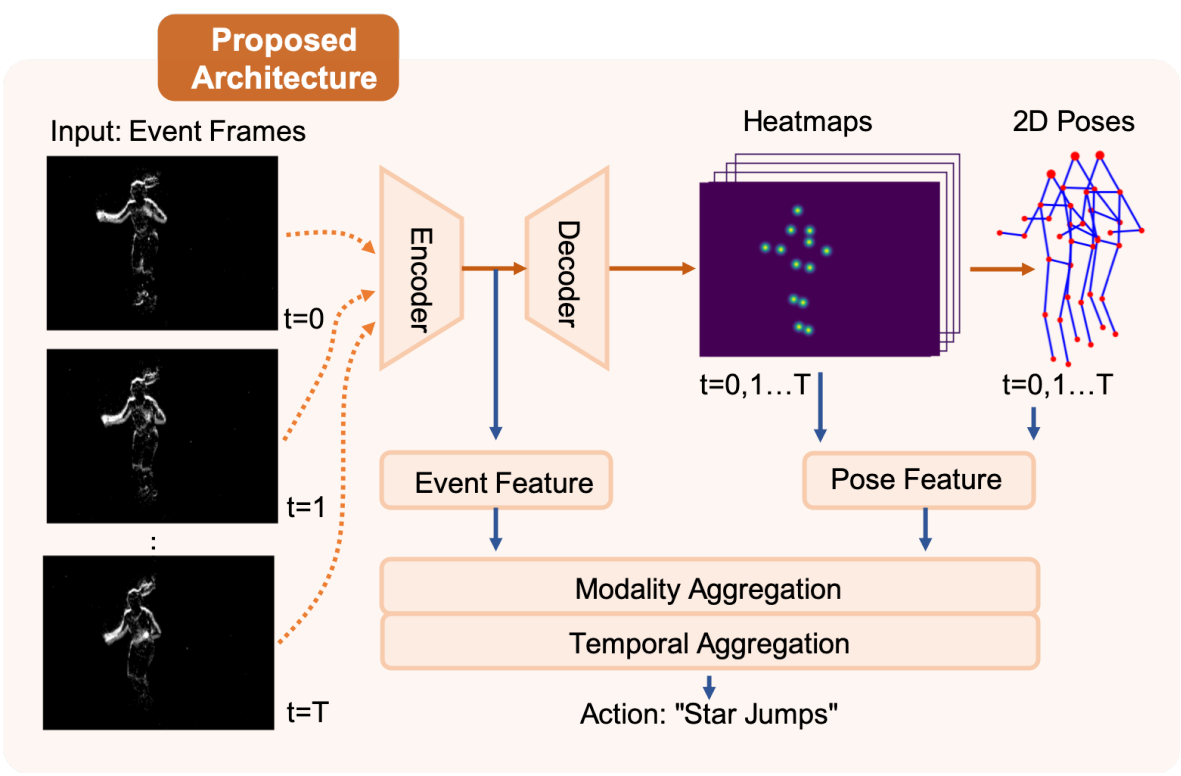 Proposed
Architecture
Input: Event Frames
t=0
t=1
:
t=T
Encoder
Decoder
Heatmaps
t=0,1...T
2D Poses
t=0,1...T
Event Feature
Pose Feature
Modality Aggregation
Temporal Aggregation
Action: "Star Jumps"